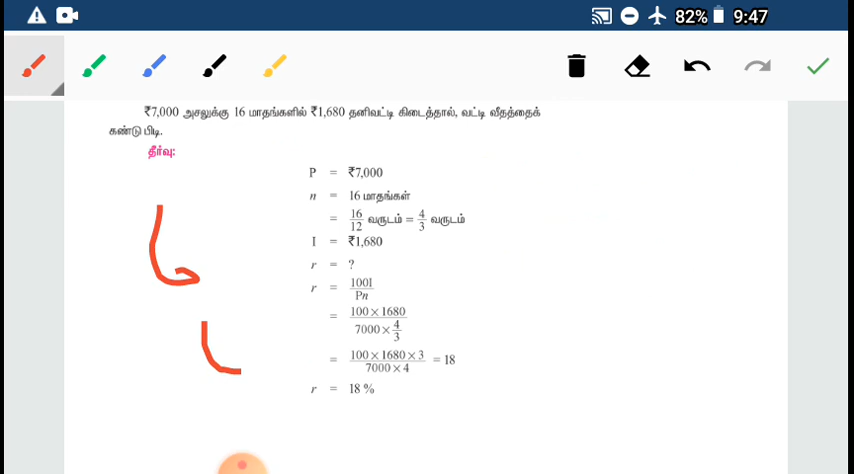 82% 9:47
₹7,000 அசலுக்கு 16 மாதங்களில் ₹1,680 தனிவட்டி கிடைத்தால், வட்டி வீதத்தைக்
கண்டு பிடி.
தீர்வு:
P = ₹7,000
n = 16 மாதங்கள்
= 16/12 வருடம் = 4/3 வருடம்
I = ₹1,680
r = ?
r = 100I/Pn
= 100 × 1680 / 7000 × 4/3
= 100 × 1680 × 3 / 7000 × 4 = 18
r = 18 %